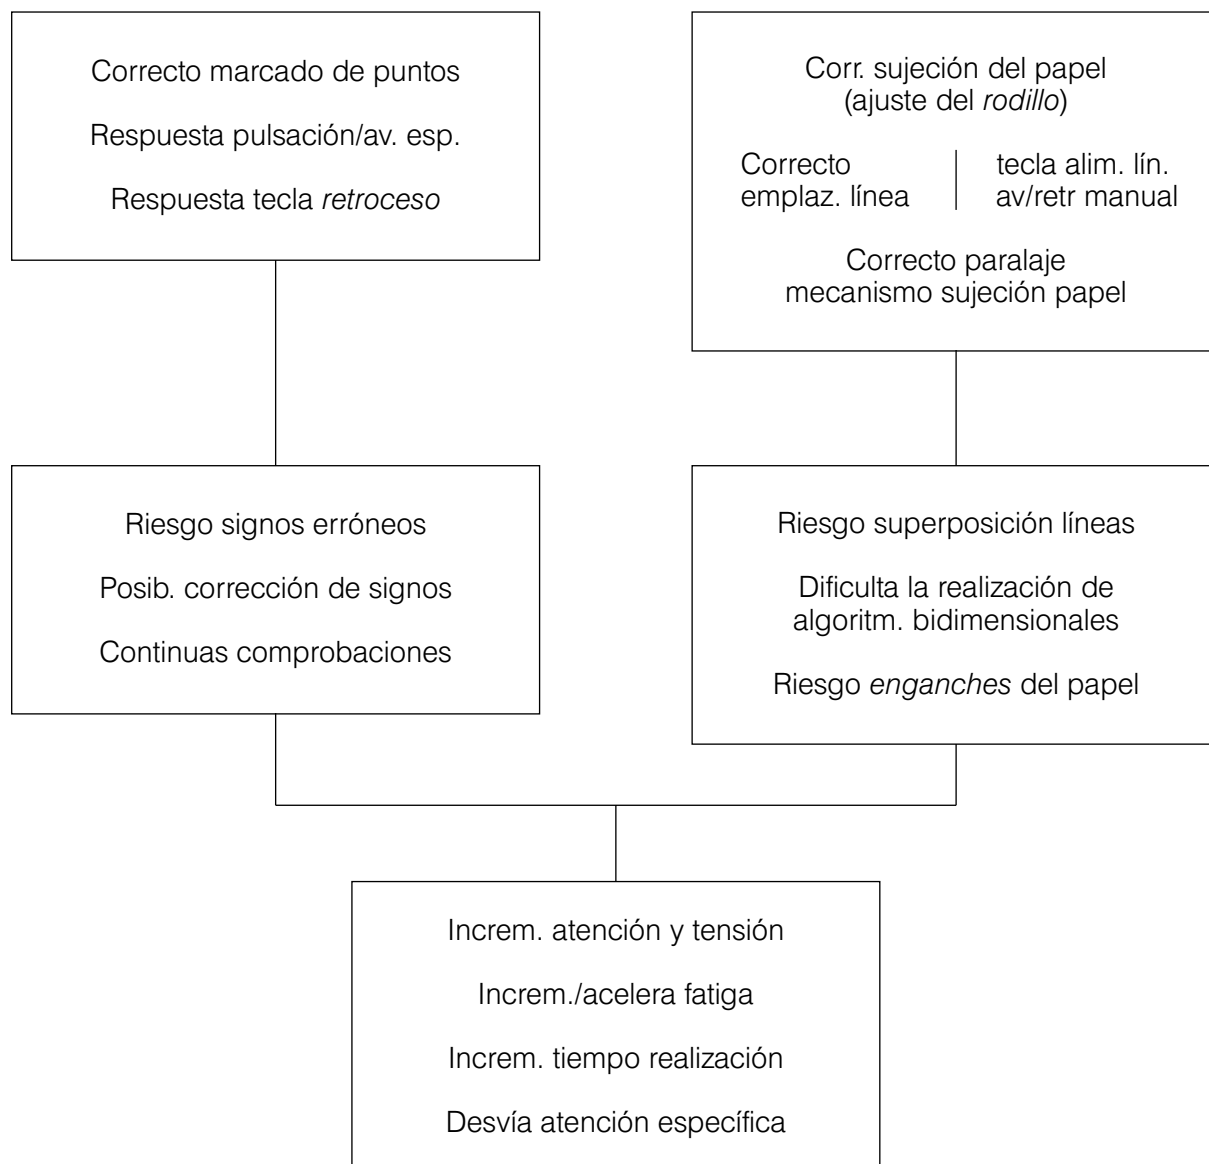 Correcto marcado de puntos
Respuesta pulsación/av. esp.
Respuesta tecla retroceso
Corr. sujeción del papel
(ajuste del rodillo)
Correcto
emplaz. línea
tecla alim. lín.
av/retr manual
Correcto paralaje
mecanismo sujeción papel
Riesgo signos erróneos
Posib. corrección de signos
Continuas comprobaciones
Riesgo superposición líneas
Dificulta la realización de
algoritm. bidimensionales
Riesgo enganches del papel
Increm. atención y tensión
Increm./acelera fatiga
Increm. tiempo realización
Desvía atención específica